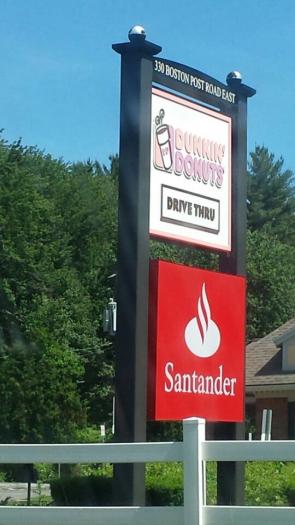 330 BOSTON POST ROAD EAST
DUNKIN'
DONUTS
DRIVE THRU
Santander